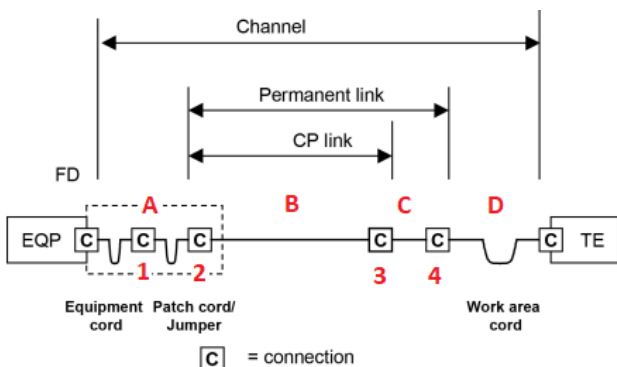 Channel
Permanent link
CP link
FD
A B C D
EQP C C C C C C TE
1 2 3 4
Equipment cord
Patch cord/ Jumper
Work area cord
C = connection